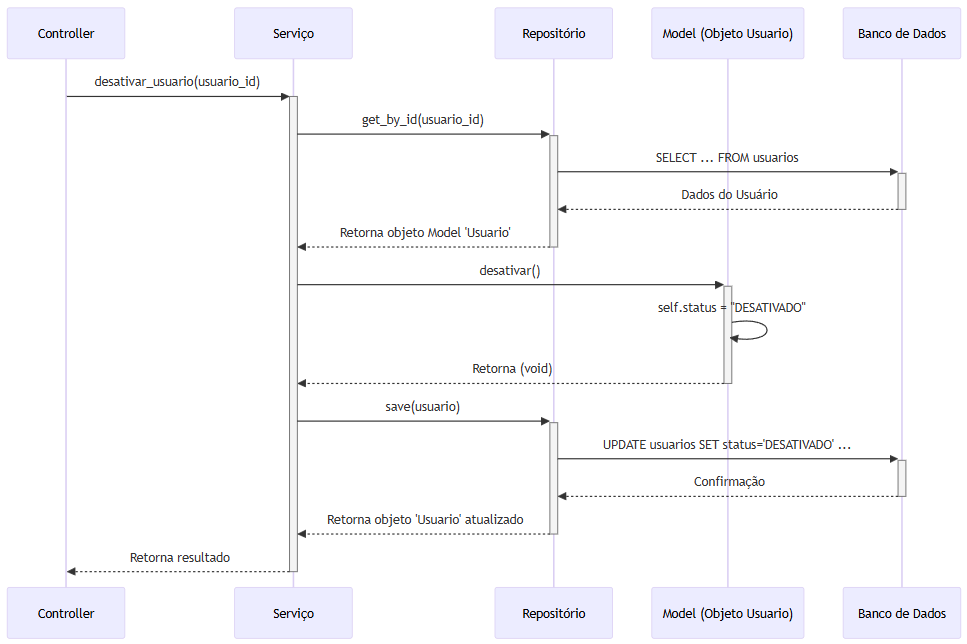 Controller
Serviço
Repositório
Model (Objeto Usuario)
Banco de Dados
desativar_usuario(usuario_id)
get_by_id(usuario_id)
SELECT ... FROM usuarios
Dados do Usuário
Retorna objeto Model 'Usuario'
desativar()
self.status = "DESATIVADO"
Retorna (void)
save(usuario)
UPDATE usuarios SET status='DESATIVADO' ...
Confirmação
Retorna objeto 'Usuario' atualizado
Retorna resultado
Controller
Serviço
Repositório
Model (Objeto Usuario)
Banco de Dados